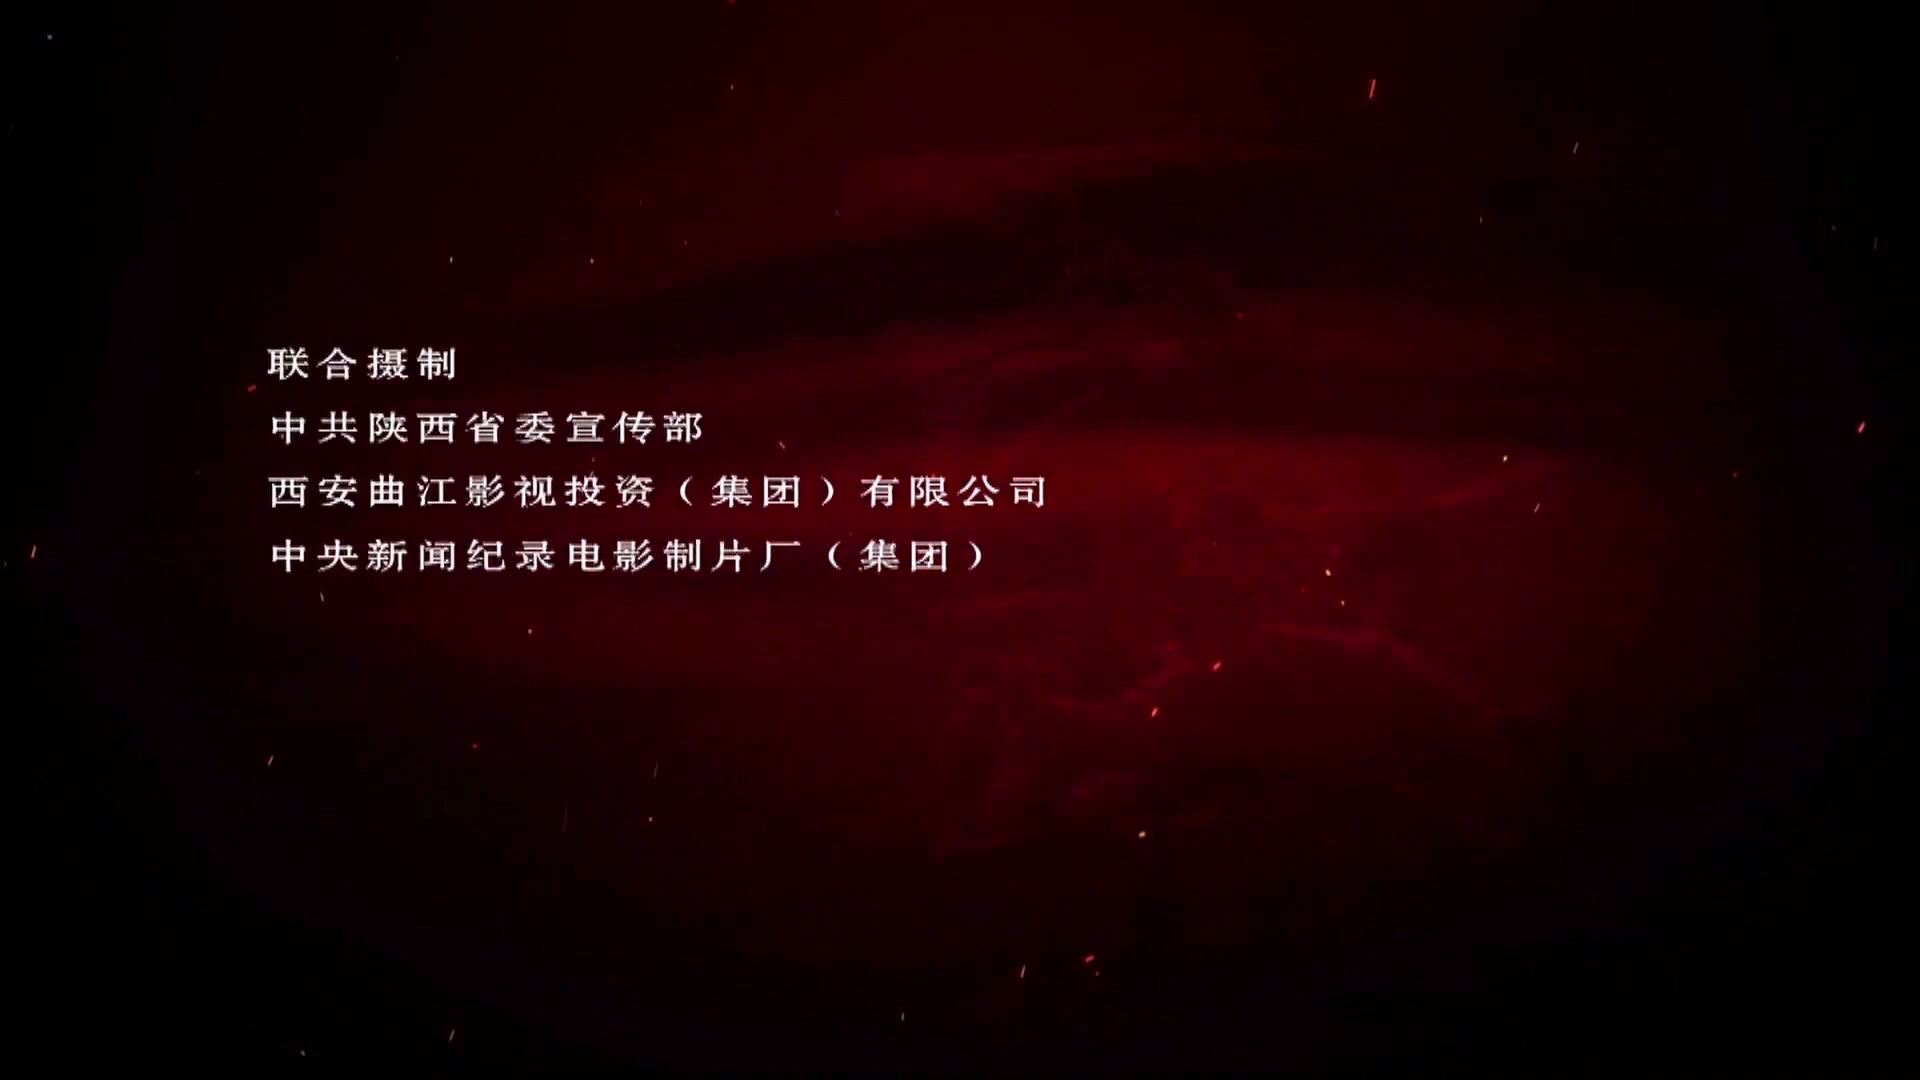 联合摄制
中共陕西省委宣传部
西安曲江影视投资（集团）有限公司
中央新闻纪录电影制片厂（集团）